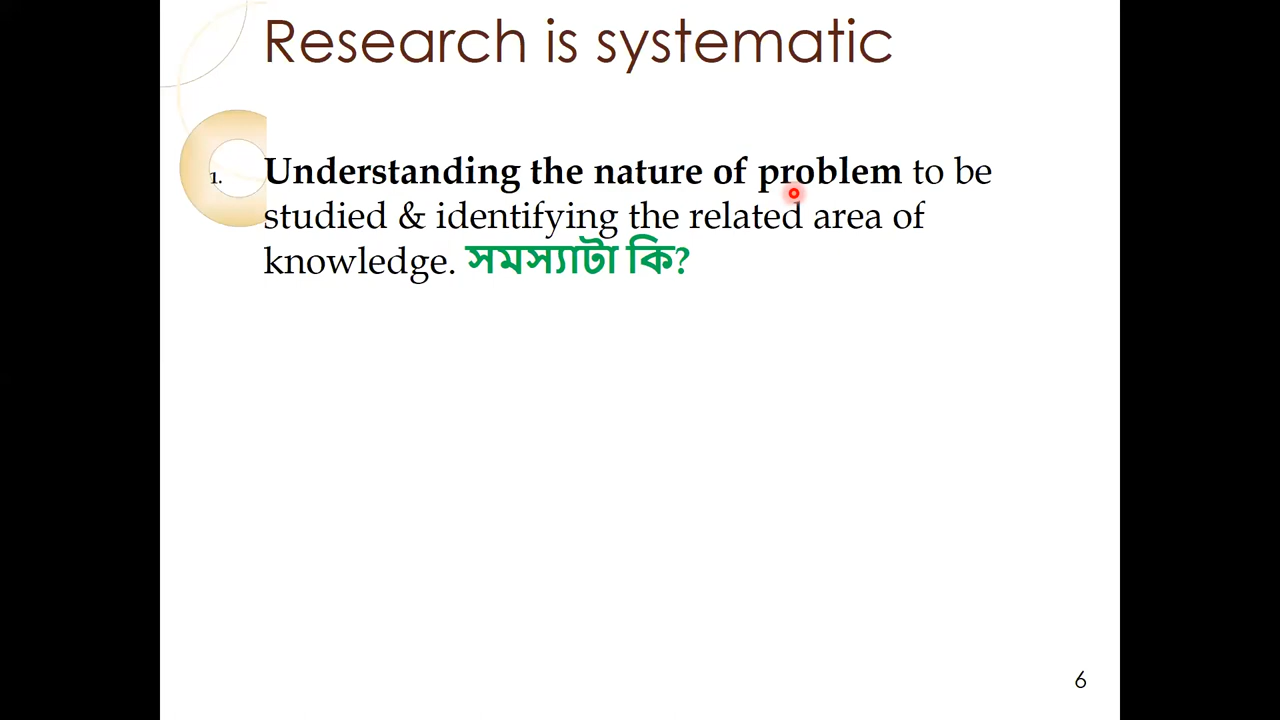 Research is systematic
1. Understanding the nature of problem to be
studied & identifying the related area of
knowledge. সমস্যাটা কি?
6